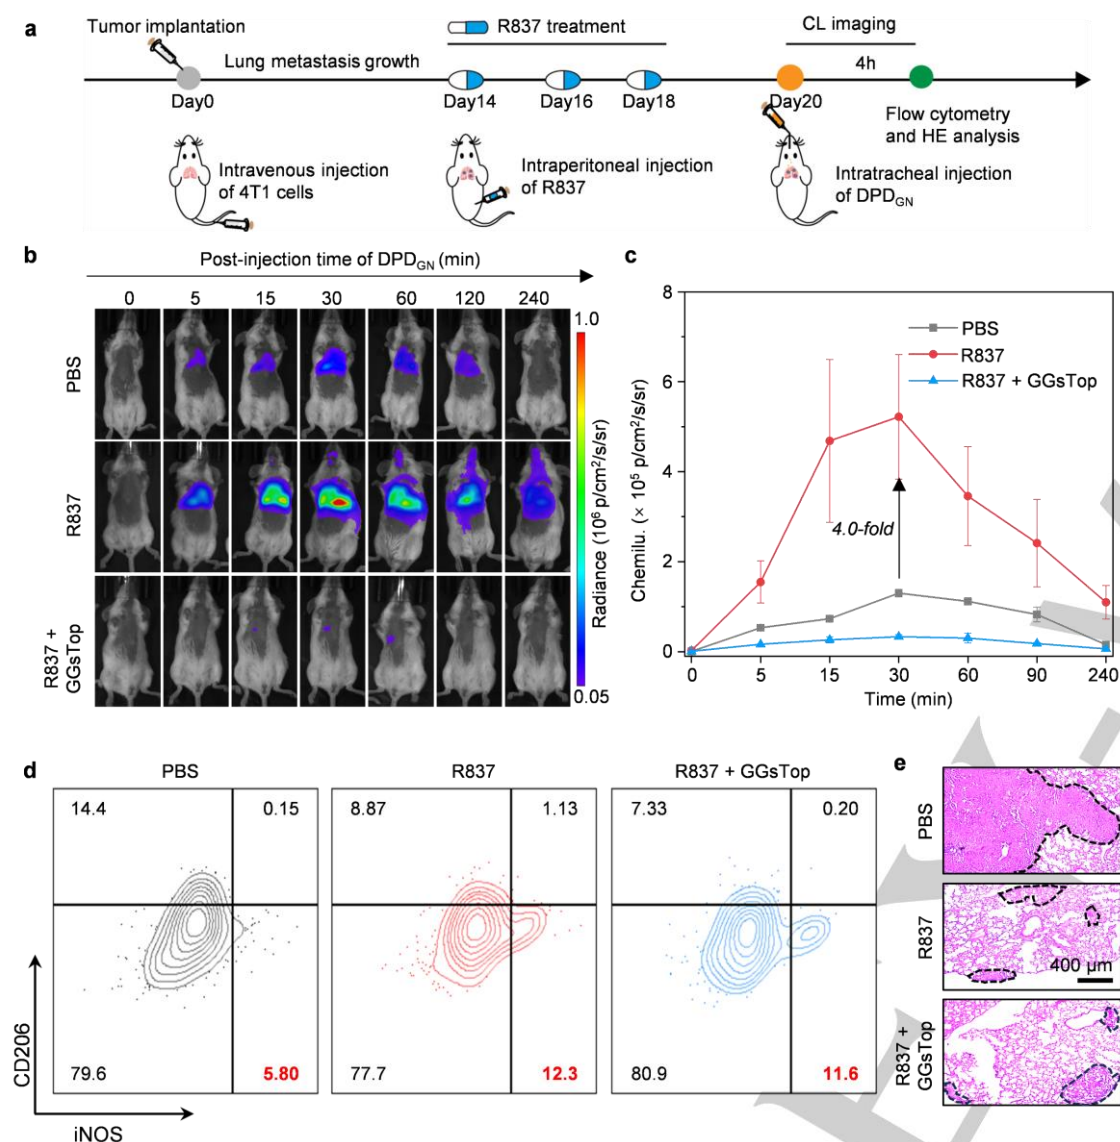 a
Tumor implantation
Lung metastasis growth
R837 treatment
CL imaging
4h
Day0
Day14
Day16
Day18
Day20
Flow cytometry
and HE analysis
Intravenous injection
of 4T1 cells
Intraperitoneal injection
of R837
Intratracheal injection
of DPD_GN
b
Post-injection time of DPD_GN (min)
0 5 15 30 60 120 240
PBS
R837
R837 +
GGsTop
1.0
Radiance (10⁶ p/cm²/s/sr)
0.05
c
Chemilu. (× 10⁵ p/cm²/s/sr)
8
6
4
2
0
PBS
R837
R837 + GGsTop
4.0-fold
0 5 15 30 60 90 240
Time (min)
d
PBS
14.4 0.15
79.6 5.80
R837
8.87 1.13
77.7 12.3
R837 + GGsTop
7.33 0.20
80.9 11.6
CD206
iNOS
e
PBS
R837
400 µm
R837 +
GGsTop